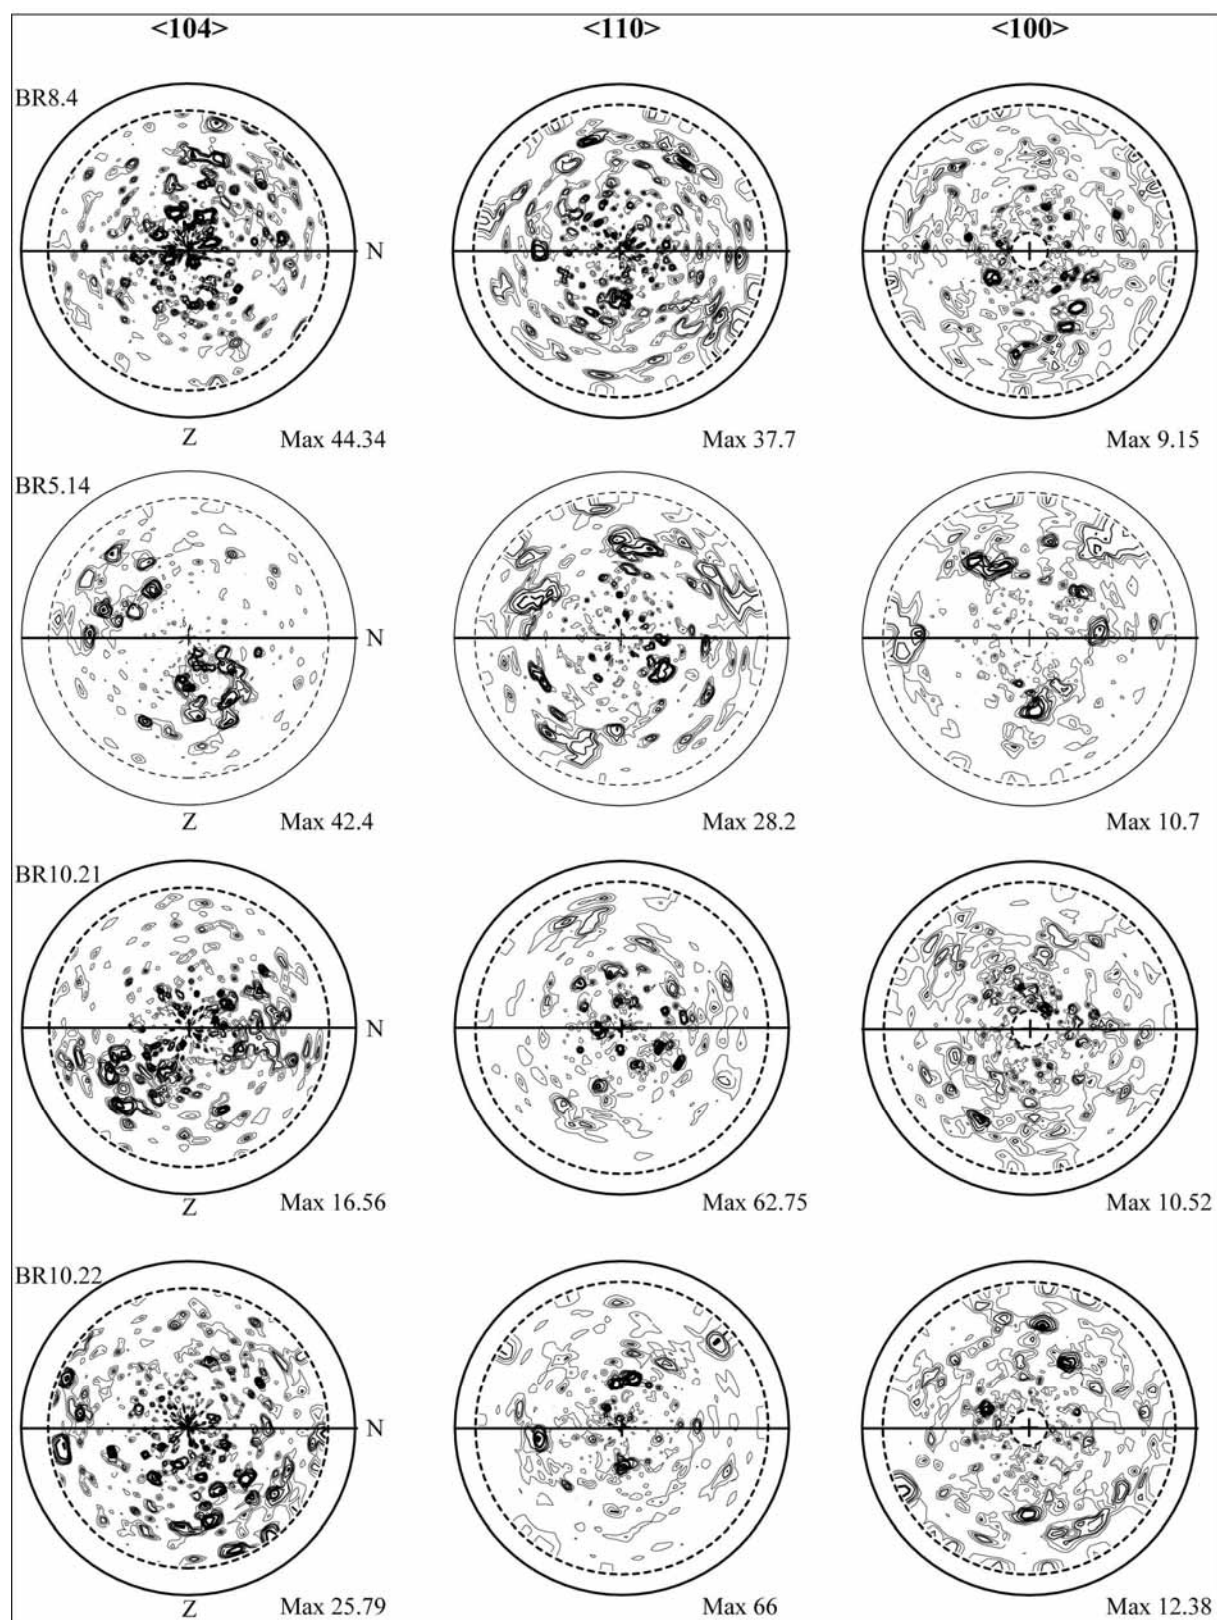 <104> <110> <100>
BR8.4
N
Z Max 44.34 Max 37.7 Max 9.15
BR5.14
N
Z Max 42.4 Max 28.2 Max 10.7
BR10.21
N
Z Max 16.56 Max 62.75 Max 10.52
BR10.22
N
Z Max 25.79 Max 66 Max 12.38